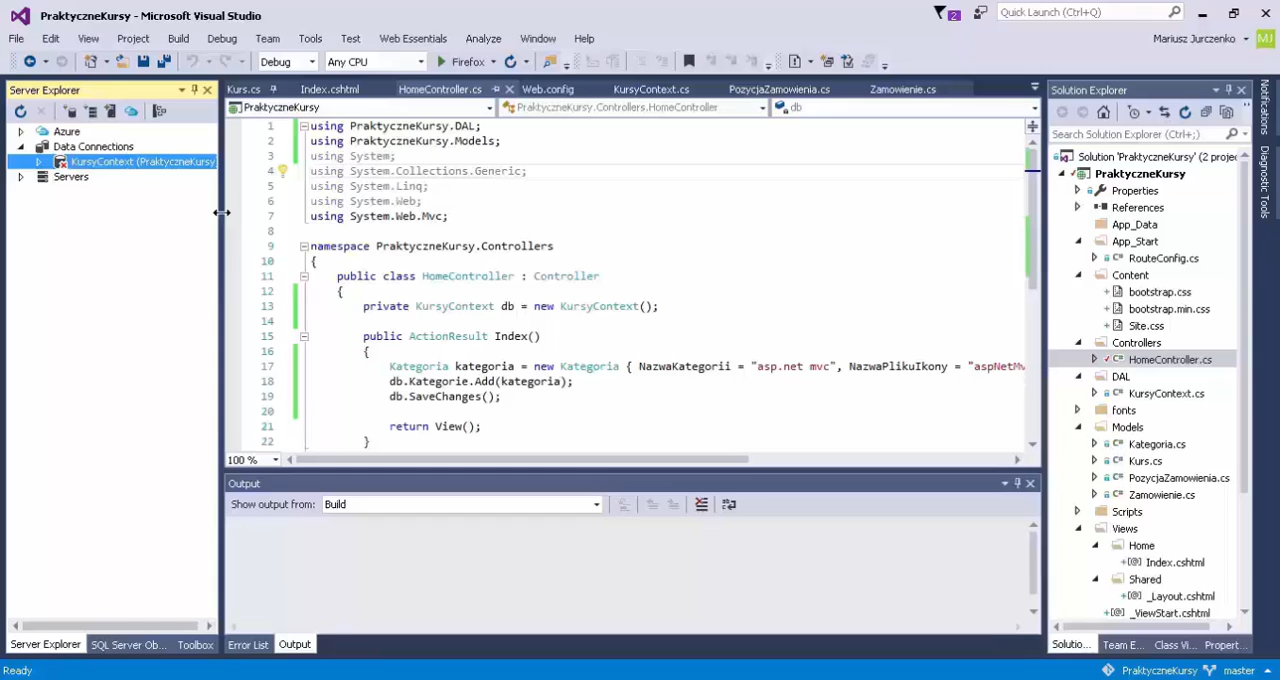 PraktyczneKursy - Microsoft Visual Studio
2
Quick Launch (Ctrl+Q)
File Edit View Project Build Debug Team Tools Test Web Essentials Analyze Window Help
Mariusz Jurczenko
MJ
Debug
Any CPU
Firefox
Server Explorer
Azure
Data Connections
KursyContext (PraktyczneKursy
Servers
Server Explorer
SQL Server Ob...
Toolbox
Kurs.cs
Index.cshtml
HomeController.cs
Web.config
KursyContext.cs
PozycjaZamowienia.cs
Zamowienie.cs
PraktyczneKursy
PraktyczneKursy.Controllers.HomeController
db
1 using PraktyczneKursy.DAL;
2 using PraktyczneKursy.Models;
3 using System;
4 using System.Collections.Generic;
5 using System.Linq;
6 using System.Web;
7 using System.Web.Mvc;
8
9 namespace PraktyczneKursy.Controllers
10 {
11 public class HomeController : Controller
12 {
13 private KursyContext db = new KursyContext();
14
15 public ActionResult Index()
16 {
17 Kategoria kategoria = new Kategoria { NazwaKategorii = "asp.net mvc", NazwaPlikuIkony = "aspNetMv
18 db.Kategorie.Add(kategoria);
19 db.SaveChanges();
20
21 return View();
22 }
100 %
Output
Show output from: Build
Error List
Output
Solution Explorer
Search Solution Explorer (Ctrl+;)
Solution 'PraktyczneKursy' (2 projec
PraktyczneKursy
Properties
References
App_Data
App_Start
RouteConfig.cs
Content
bootstrap.css
bootstrap.min.css
Site.css
Controllers
HomeController.cs
DAL
KursyContext.cs
fonts
Models
Kategoria.cs
Kurs.cs
PozycjaZamowienia.cs
Zamowienie.cs
Scripts
Views
Home
Index.cshtml
Shared
_Layout.cshtml
_ViewStart.cshtml
Solutio...
Team E...
Class Vi...
Propert...
Notifications
Diagnostic Tools
Ready
PraktyczneKursy
master